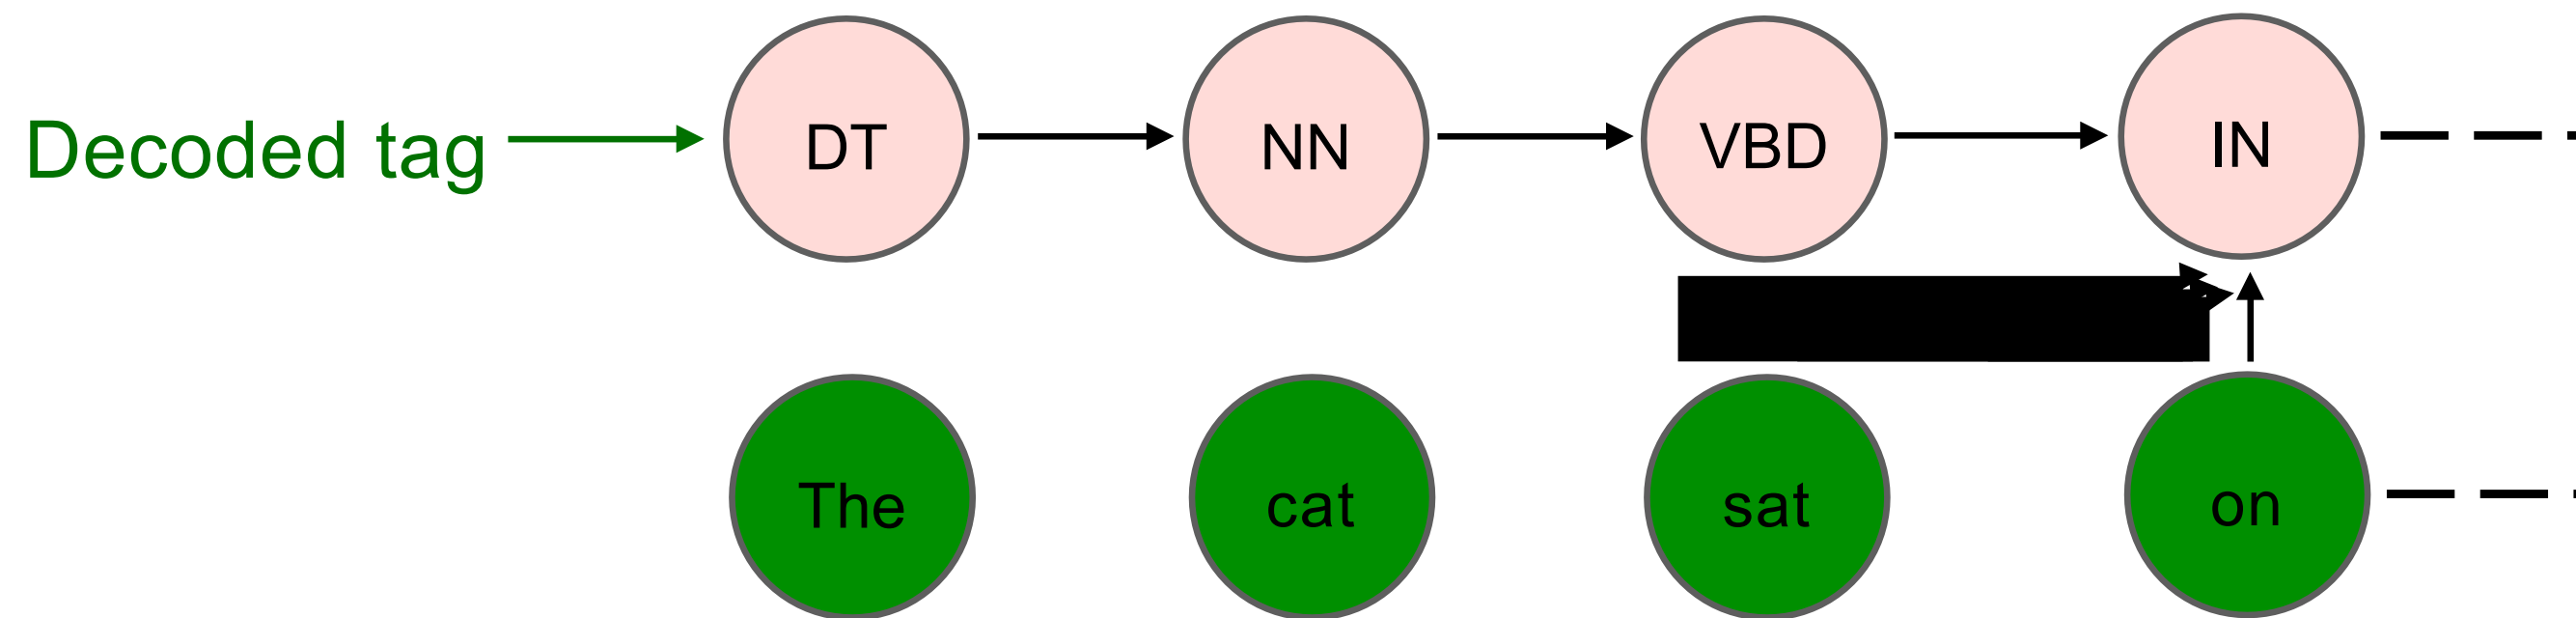 Decoded tag DT NN VBD IN
The cat sat on